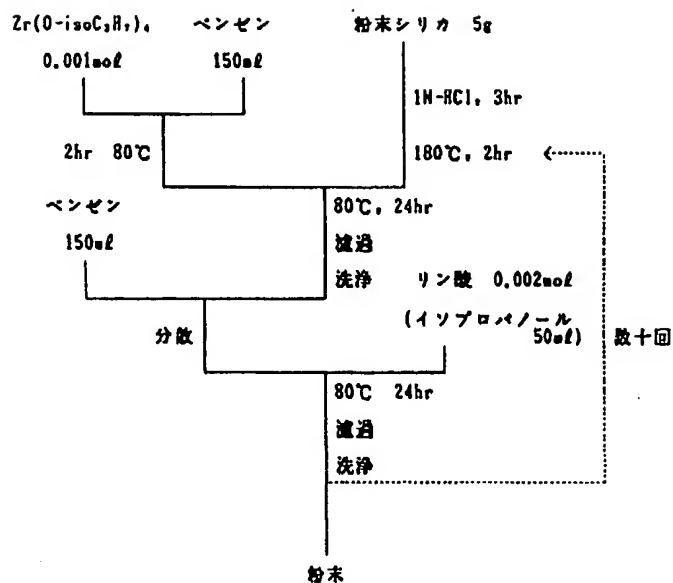 Zr(O-isoC₃H₇)₄ ベンゼン 粉末シリカ 5g
0.001mol 150ml
1N-HCl, 3hr
2hr 80℃ 180℃, 2hr
ベンゼン 80℃, 24hr
150ml 濾過
洗浄 リン酸 0.002mol
分散 (イソプロパノール
50ml) 数十回
80℃ 24hr
濾過
洗浄
粉末